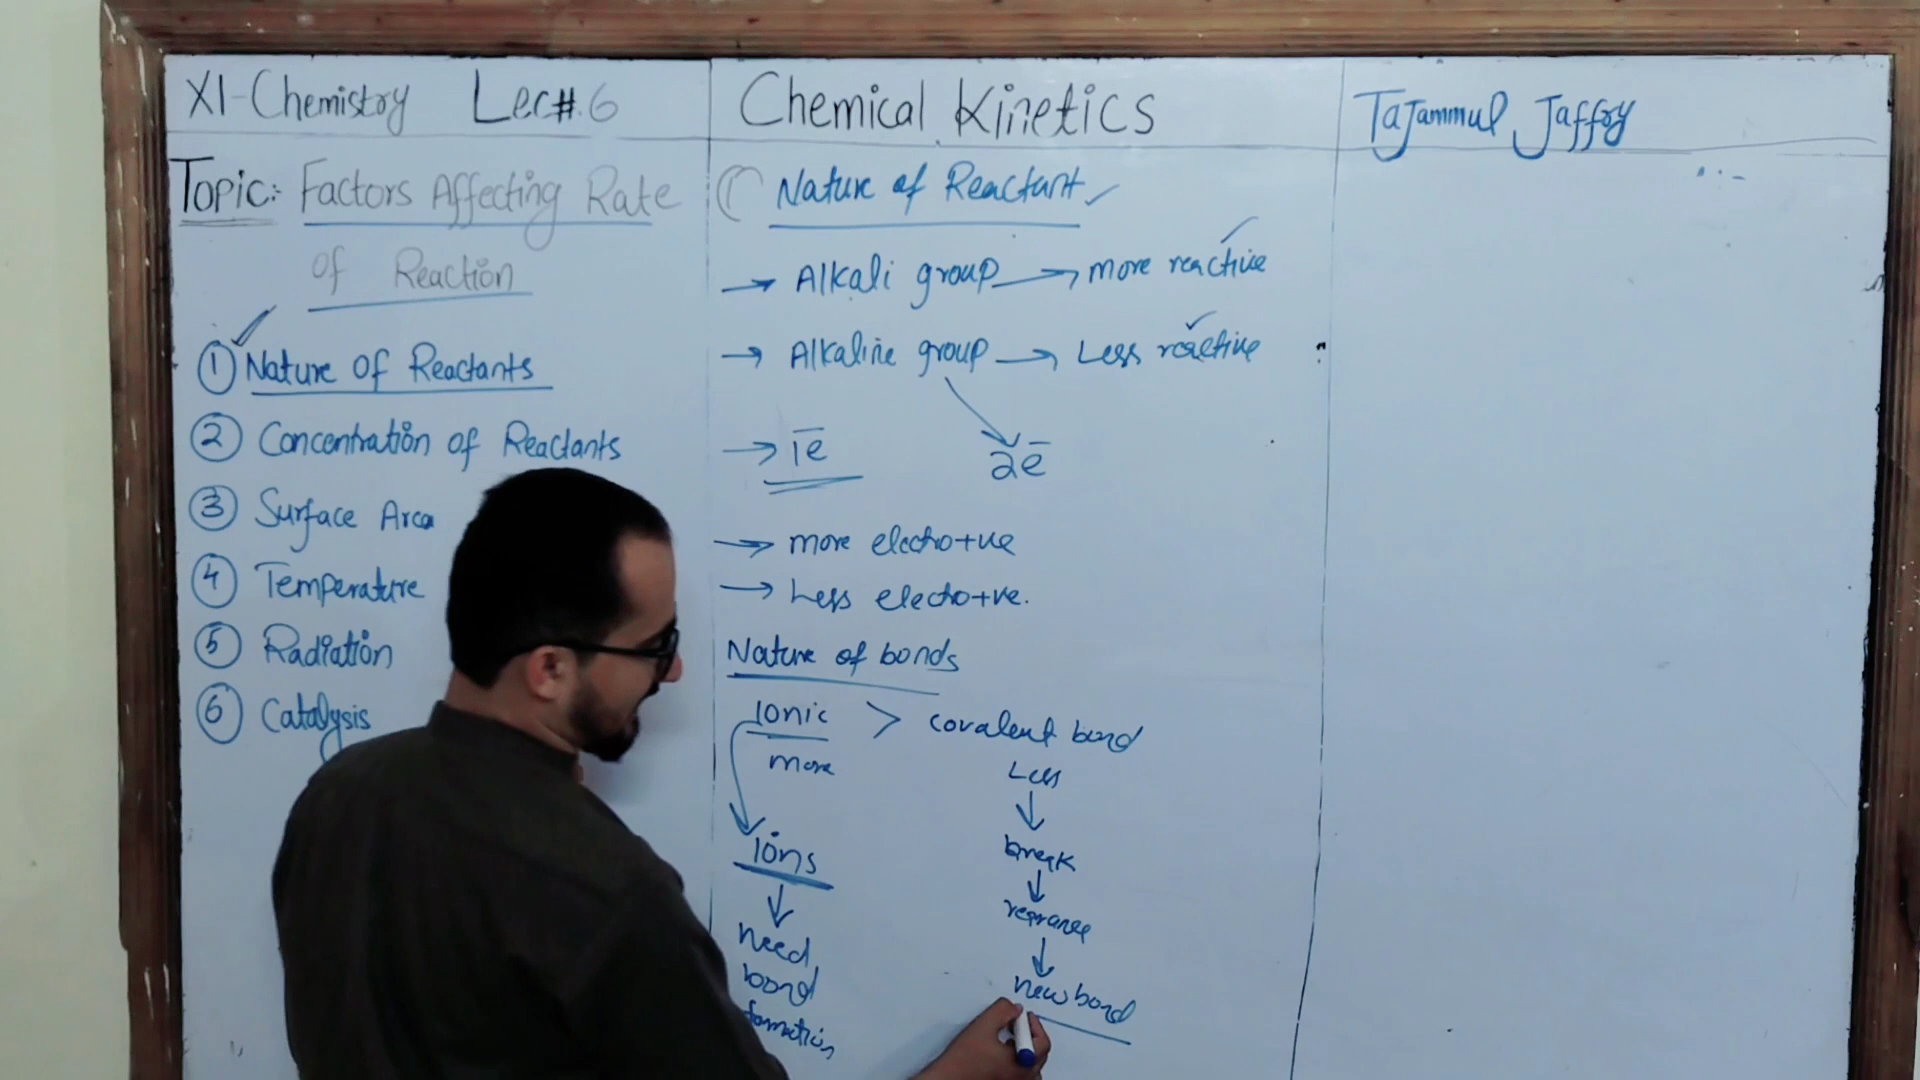 XI-Chemistry Lec#.6
Topic: Factors Affecting Rate
of Reaction
① Nature of Reactants
② Concentration of Reactants
③ Surface Area
④ Temperature
⑤ Radiation
⑥ Catalysis
Chemical Kinetics
Nature of Reactant ✓
→ Alkali group → more reactive
→ Alkaline group → Less reactive
→ 1e̅ 2e̅
→ more electro+ve
→ Less electro+ve.
Nature of bonds
Ionic > covalent bond
more Less
↓
Ions break
↓ ↓
need rearrange
bond ↓
formation new bond
Tajammul Jaffry